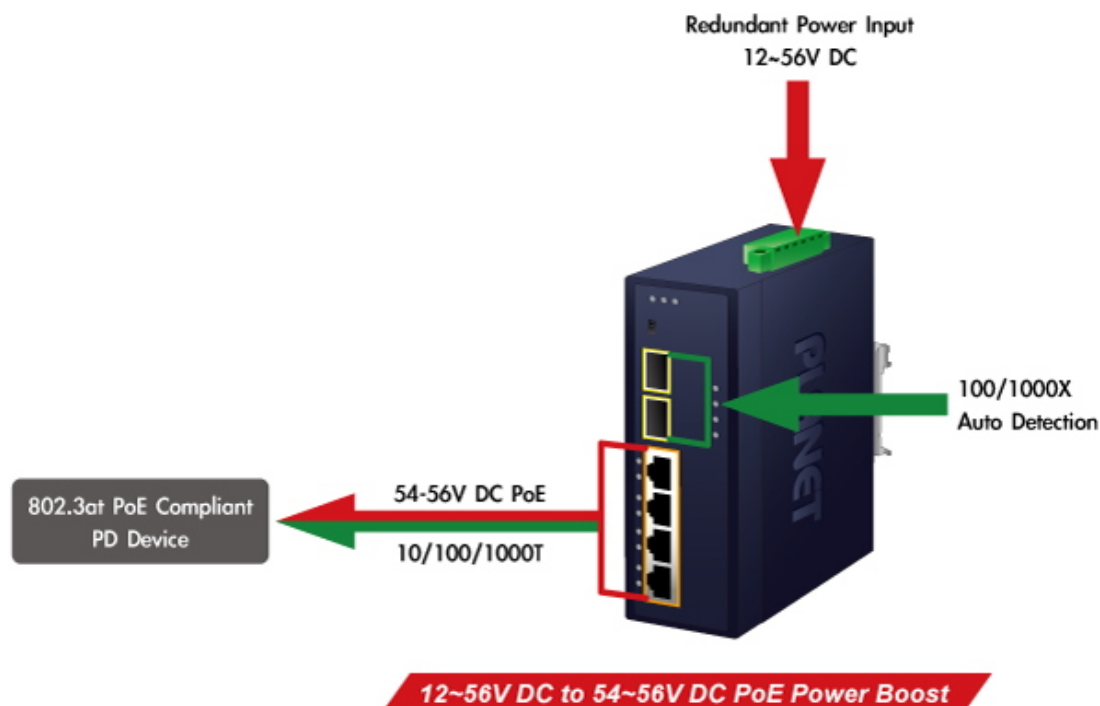 Redundant Power Input
12~56V DC
PLANET
100/1000X
Auto Detection
802.3at PoE Compliant
PD Device
54-56V DC PoE
10/100/1000T
12~56V DC to 54~56V DC PoE Power Boost